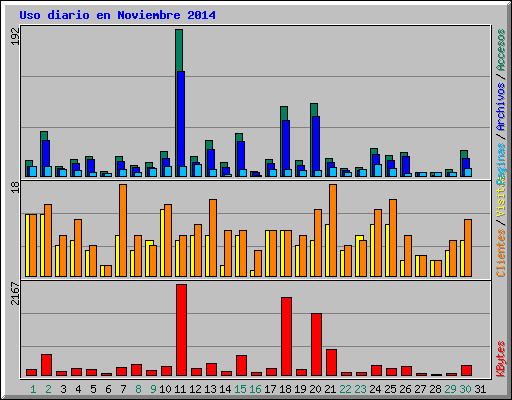 Uso diario en Noviembre 2014
192
18
2167
Clientes / Visitas
Páginas / Archivos / Accesos
KBytes
1 2 3 4 5 6 7 8 9 10 11 12 13 14 15 16 17 18 19 20 21 22 23 24 25 26 27 28 29 30 31